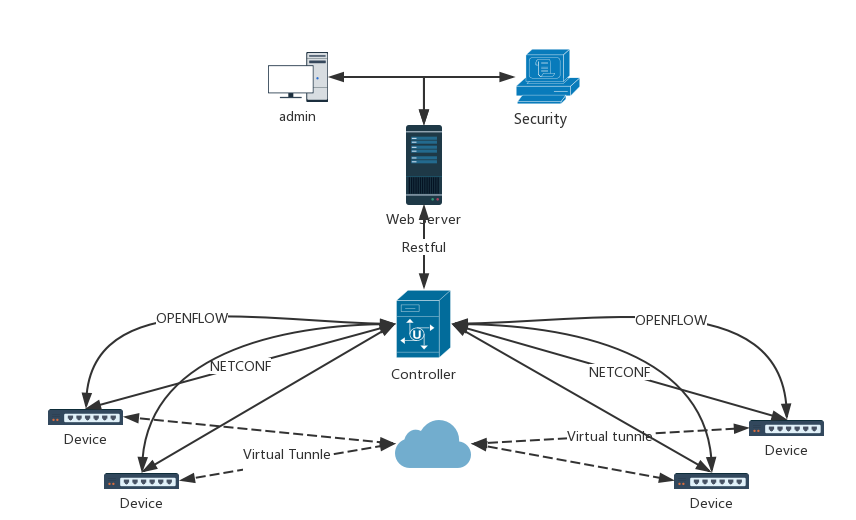 admin
Security
Web Server
Restful
OPENFLOW
OPENFLOW
U
NETCONF
NETCONF
Controller
Device
Virtual Tunnle
Virtual tunnle
Device
Device
Device